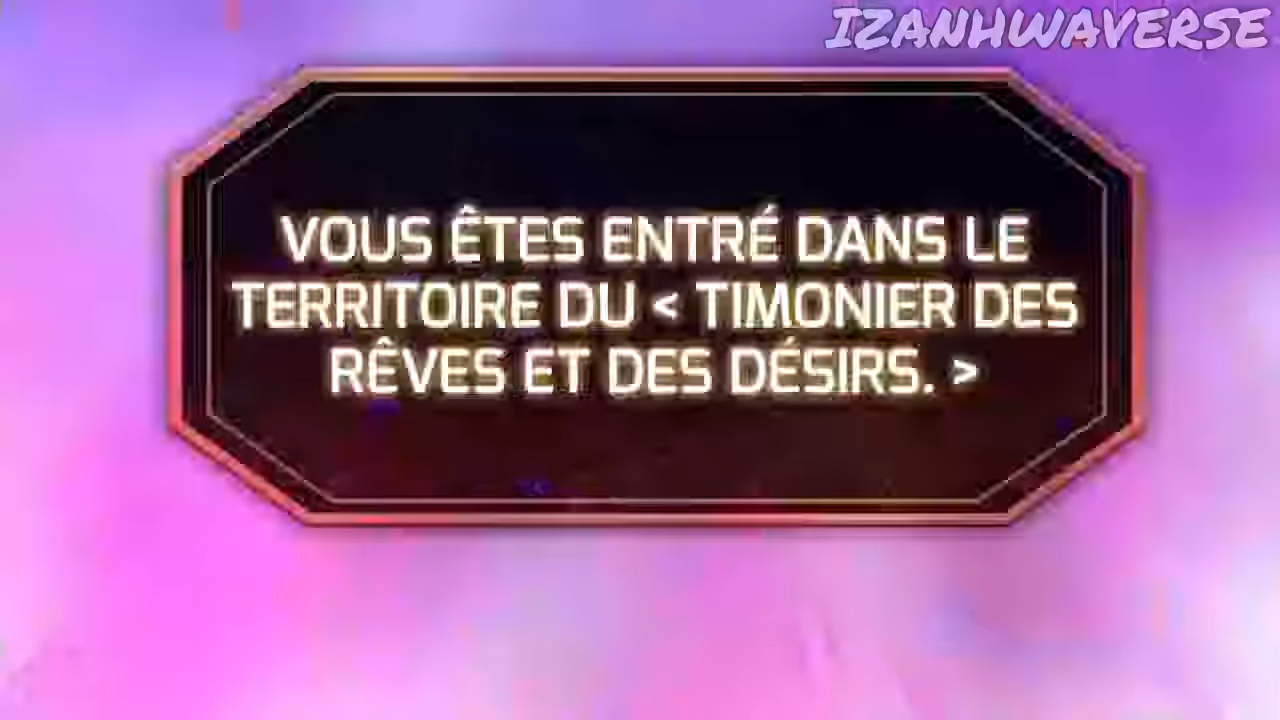 IZANHWAVERSE
VOUS ÊTES ENTRÉ DANS LE
TERRITOIRE DU < TIMONIER DES
RÊVES ET DES DÉSIRS. >